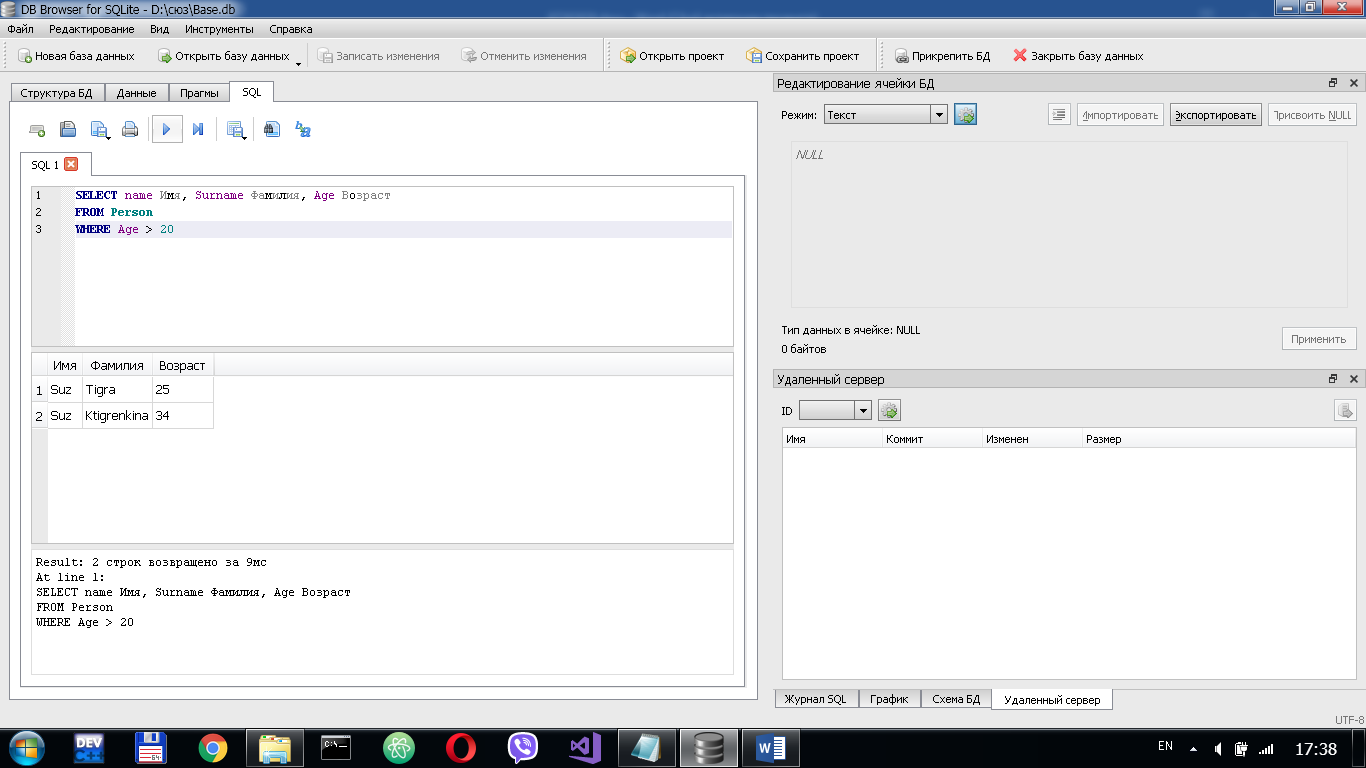 DB Browser for SQLite - D:\сюз\Base.db
Файл Редактирование Вид Инструменты Справка
Новая база данных Открыть базу данных Записать изменения Отменить изменения Открыть проект Сохранить проект Прикрепить БД Закрыть базу данных
Структура БД Данные Прагмы SQL
SQL 1
1 SELECT name Имя, Surname Фамилия, Age Возраст
2 FROM Person
3 WHERE Age > 20
Имя Фамилия Возраст
1 Suz Tigra 25
2 Suz Ktigrenkina 34
Result: 2 строк возвращено за 9мс
At line 1:
SELECT name Имя, Surname Фамилия, Age Возраст
FROM Person
WHERE Age > 20
Редактирование ячейки БД
Режим: Текст Импортировать Экспортировать Присвоить NULL
NULL
Тип данных в ячейке: NULL
0 байтов
Применить
Удаленный сервер
ID
Имя Коммит Изменен Размер
Журнал SQL График Схема БД Удаленный сервер
UTF-8
DEV
C:\
W
EN 17:38